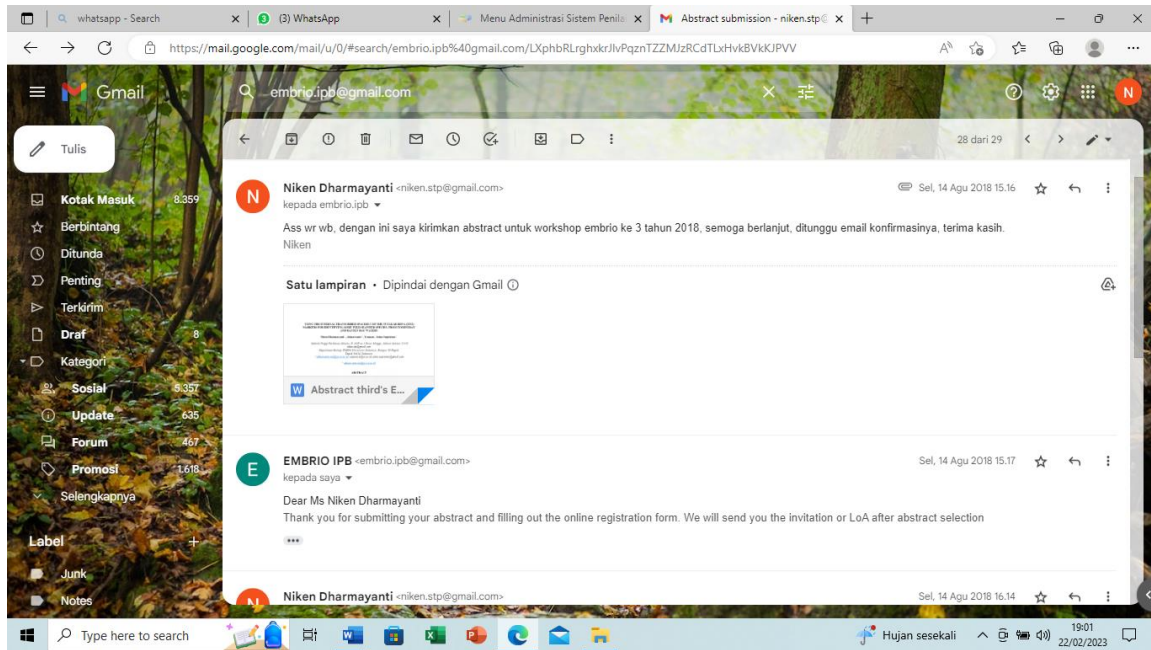 whatsapp - Search
(3) WhatsApp
Menu Administrasi Sistem Penila
Abstract submission - niken.stp@
https://mail.google.com/mail/u/0/#search/embrio.ipb%40gmail.com/LXphbRLrghxkrJlvPqznTZZMJzRCdTLxHvkBVkKJPVV
Gmail
embrio.ipb@gmail.com
N
Tulis
28 dari 29
Kotak Masuk 8.359
Berbintang
Ditunda
Penting
Terkirim
Draf 8
Kategori
Sosial 5.357
Update 635
Forum 467
Promosi 1.618
Selengkapnya
Label
Junk
Notes
N
Niken Dharmayanti <niken.stp@gmail.com> Sel, 14 Agu 2018 15.16
kepada embrio.ipb
Ass wr wb, dengan ini saya kirimkan abstract untuk workshop embrio ke 3 tahun 2018, semoga berlanjut, ditunggu email konfirmasinya, terima kasih.
Niken
Satu lampiran • Dipindai dengan Gmail
ABSTRACT
W Abstract third's E...
E
EMBRIO IPB <embrio.ipb@gmail.com> Sel, 14 Agu 2018 15.17
kepada saya
Dear Ms Niken Dharmayanti
Thank you for submitting your abstract and filling out the online registration form. We will send you the invitation or LoA after abstract selection
N
Niken Dharmayanti <niken.stp@gmail.com> Sel, 14 Agu 2018 16.14
Type here to search
Hujan sesekali
19:01
22/02/2023